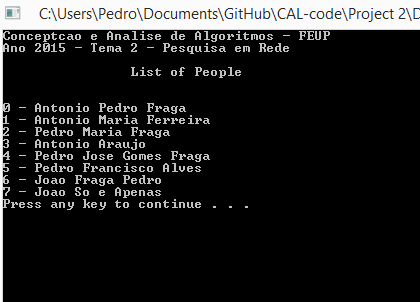 C:\Users\Pedro\Documents\GitHub\CAL-code\Project 2\D
Conceptcao e Analise de Algoritmos - FEUP
Ano 2015 - Tema 2 - Pesquisa em Rede
List of People
0 - Antonio Pedro Fraga
1 - Antonio Maria Ferreira
2 - Pedro Maria Fraga
3 - Antonio Araujo
4 - Pedro Jose Gomes Fraga
5 - Pedro Francisco Alves
6 - Joao Fraga Pedro
7 - Joao So e Apenas
Press any key to continue . . .